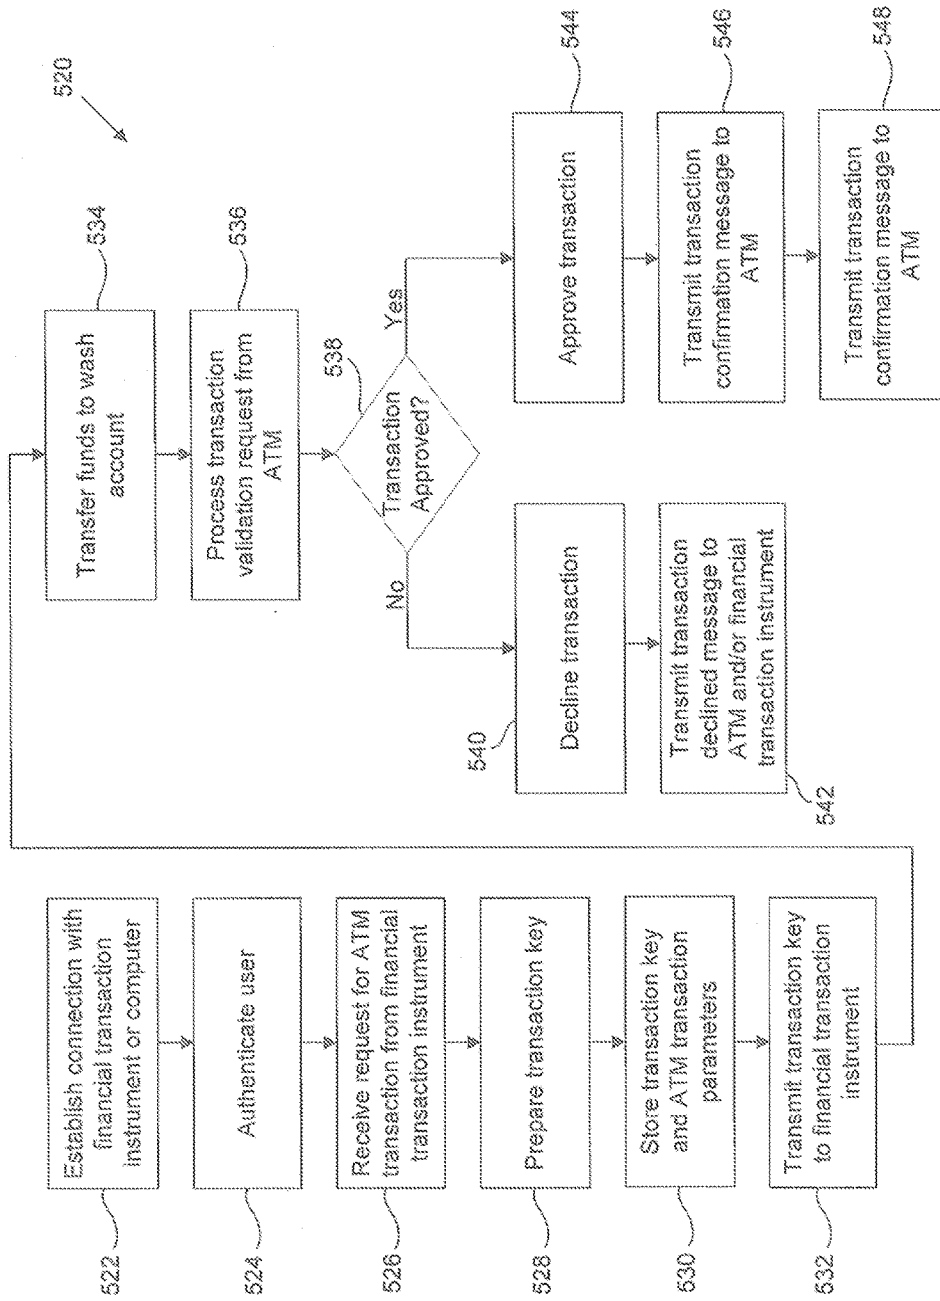 520
Establish connection with
financial transaction
instrument or computer
522
Authenticate user
524
Receive request for ATM
transaction from financial
transaction instrument
526
Prepare transaction key
528
Store transaction key
and ATM transaction
parameters
530
Transmit transaction key
to financial transaction
instrument
532
Transfer funds to wash
account
534
Process transaction
validation request from
ATM
536
Transaction
Approved?
538
No
Yes
Decline transaction
540
Transmit transaction
declined message to
ATM and/or financial
transaction instrument
542
Approve transaction
544
Transmit transaction
confirmation message to
ATM
546
Transmit transaction
confirmation message to
ATM
548